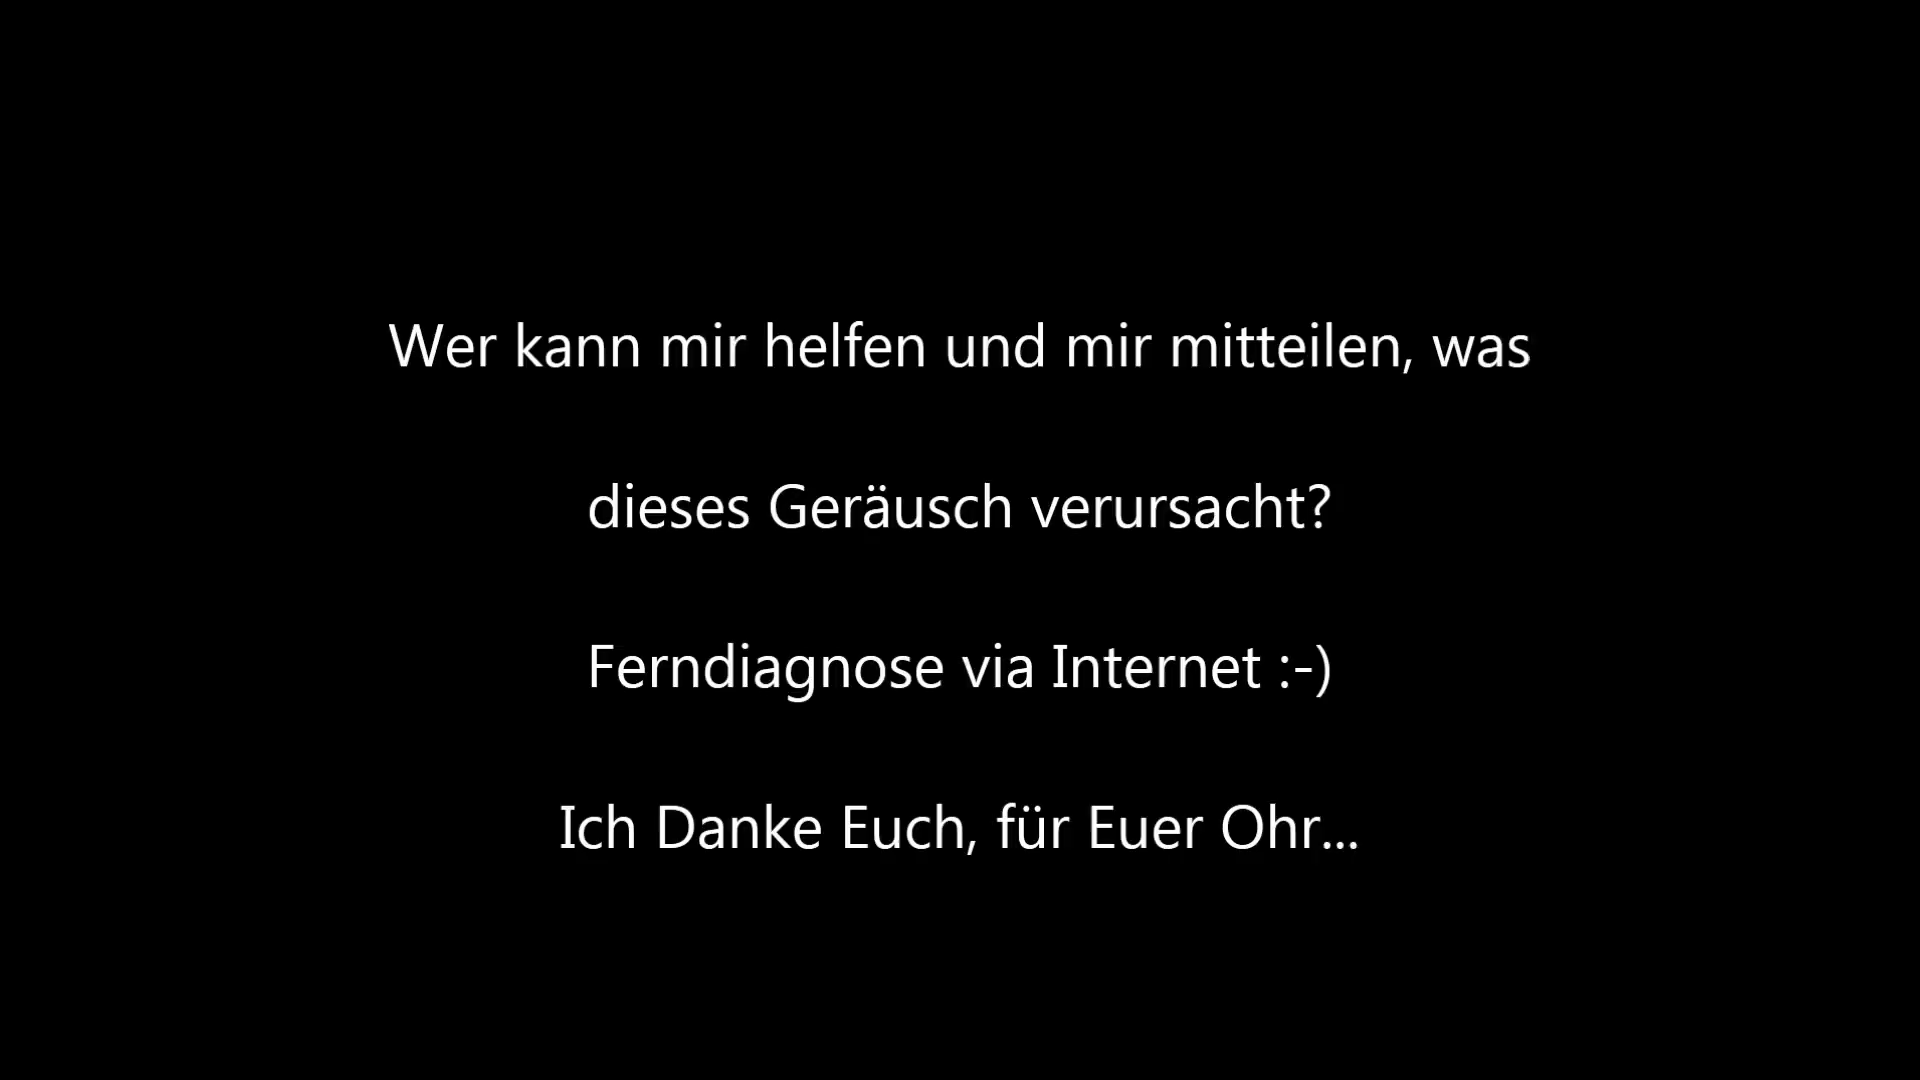 Wer kann mir helfen und mir mitteilen, was
dieses Geräusch verursacht?
Ferndiagnose via Internet :-)
Ich Danke Euch, für Euer Ohr...